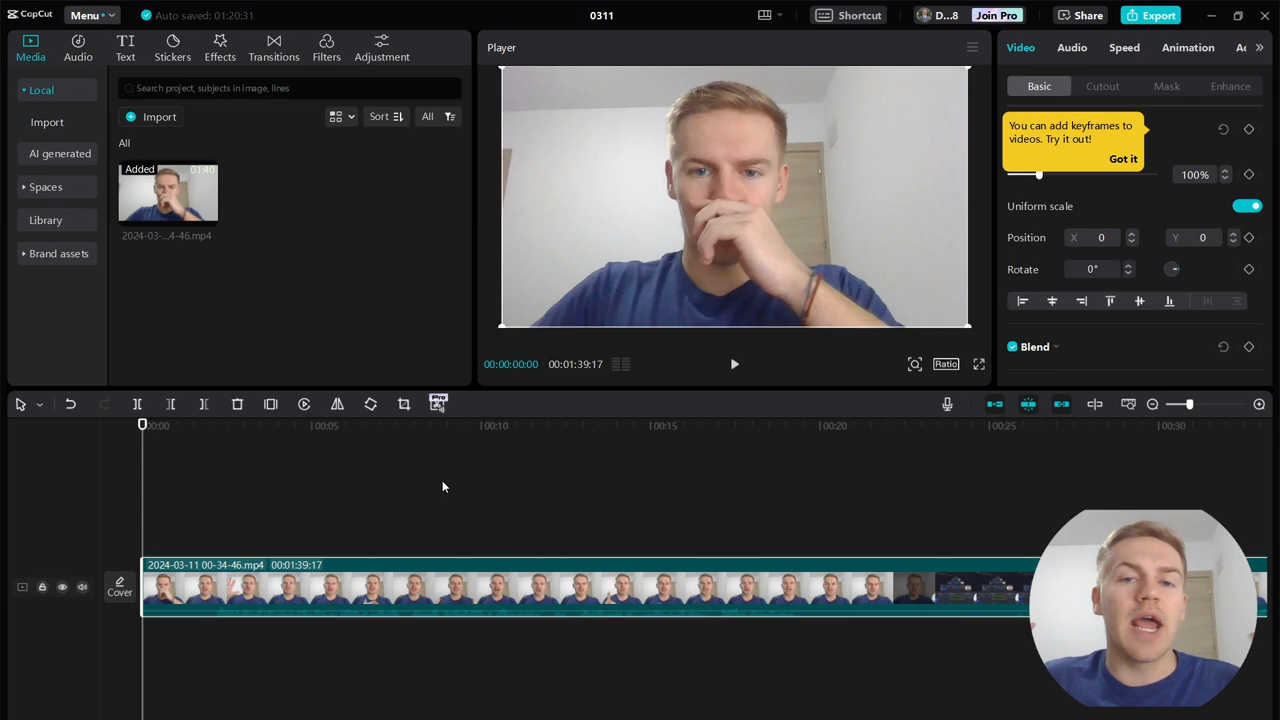 CapCut
Menu
Auto saved: 01:20:31
0311
Shortcut
D...8
Join Pro
Share
Export
Media
Audio
Text
Stickers
Effects
Transitions
Filters
Adjustment
Local
Import
AI generated
Spaces
Library
Brand assets
Search project, subjects in image, lines
Import
Sort
All
All
Added
01:40
2024-03-...4-46.mp4
Player
00:00:00:00
00:01:39:17
Ratio
Video
Audio
Speed
Animation
Basic
Cutout
Mask
Enhance
You can add keyframes to
videos. Try it out!
Got it
100%
Uniform scale
Position
X
0
Y
0
Rotate
0°
Blend
Pro
00:00
00:05
00:10
00:15
00:20
00:25
00:30
2024-03-11 00-34-46.mp4
00:01:39:17
Cover